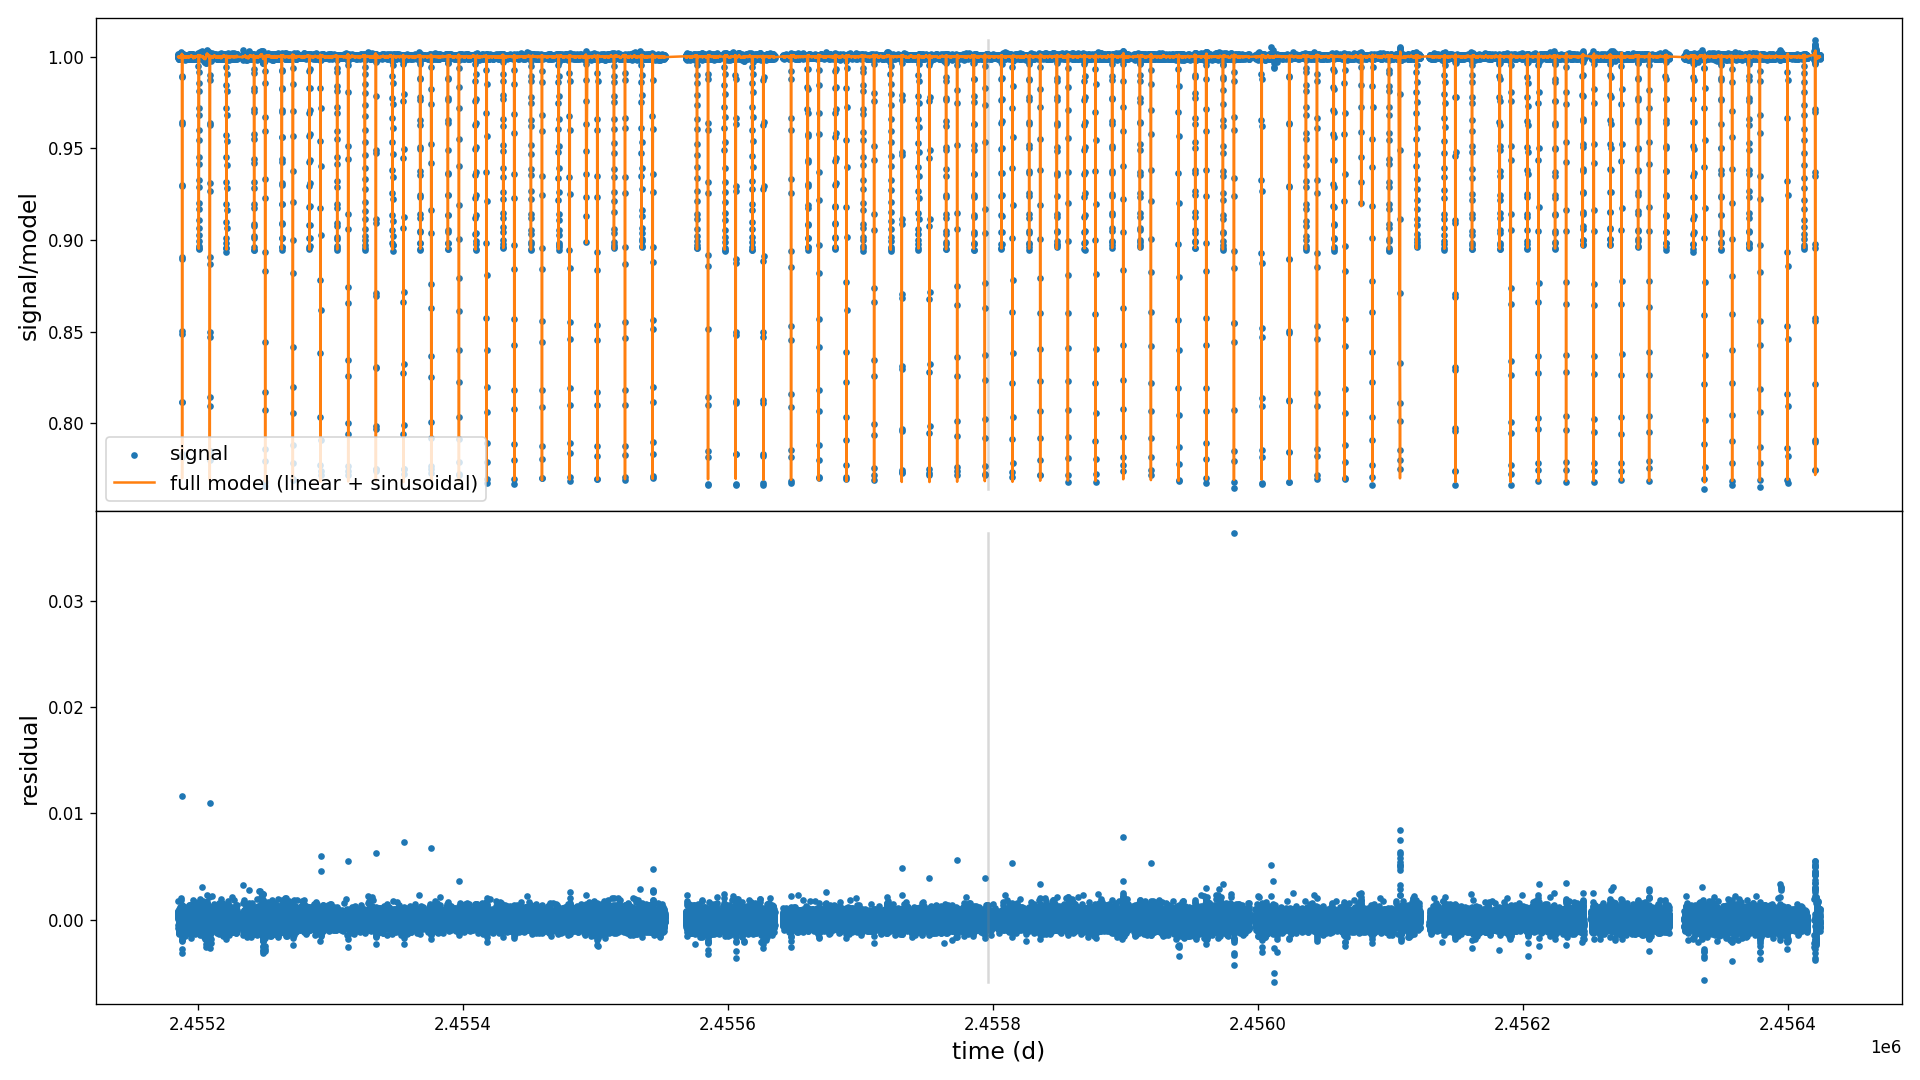 signal/model
1.00
0.95
0.90
0.85
0.80
signal
full model (linear + sinusoidal)
residual
0.03
0.02
0.01
0.00
2.4552
2.4554
2.4556
2.4558
2.4560
2.4562
2.4564
time (d)
1e6